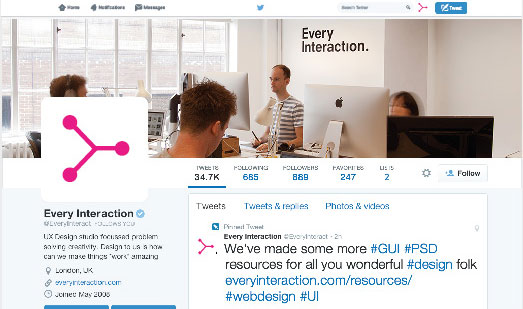 Home Notifications Messages Search Twitter Tweet
Every
Interaction.
TWEETS FOLLOWING FOLLOWERS FAVORITES LISTS
34.7K 685 889 247 2
Follow
Every Interaction
@EveryInteract FOLLOWS YOU
UX Design studio focussed problem
solving creativity. Design to us is how
can we make things "work" amazing
London, UK
everyinteraction.com
Joined May 2008
Tweets Tweets & replies Photos & videos
Pinned Tweet
Every Interaction @EveryInteract · 2h
We've made some more #GUI #PSD
resources for all you wonderful #design folk
everyinteraction.com/resources/
#webdesign #UI